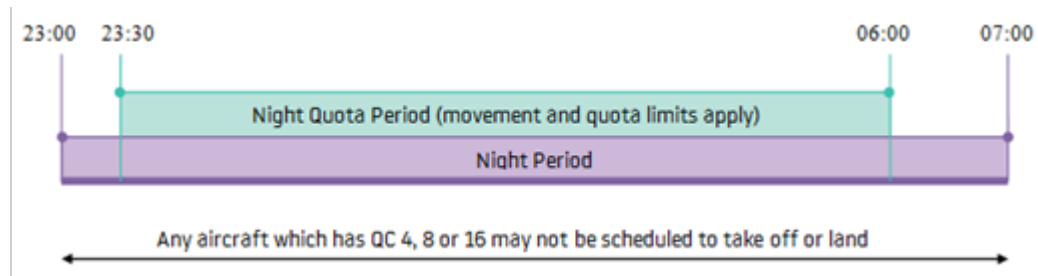 23:00 23:30 06:00 07:00
Night Quota Period (movement and quota limits apply)
Night Period
Any aircraft which has QC 4, 8 or 16 may not be scheduled to take off or land